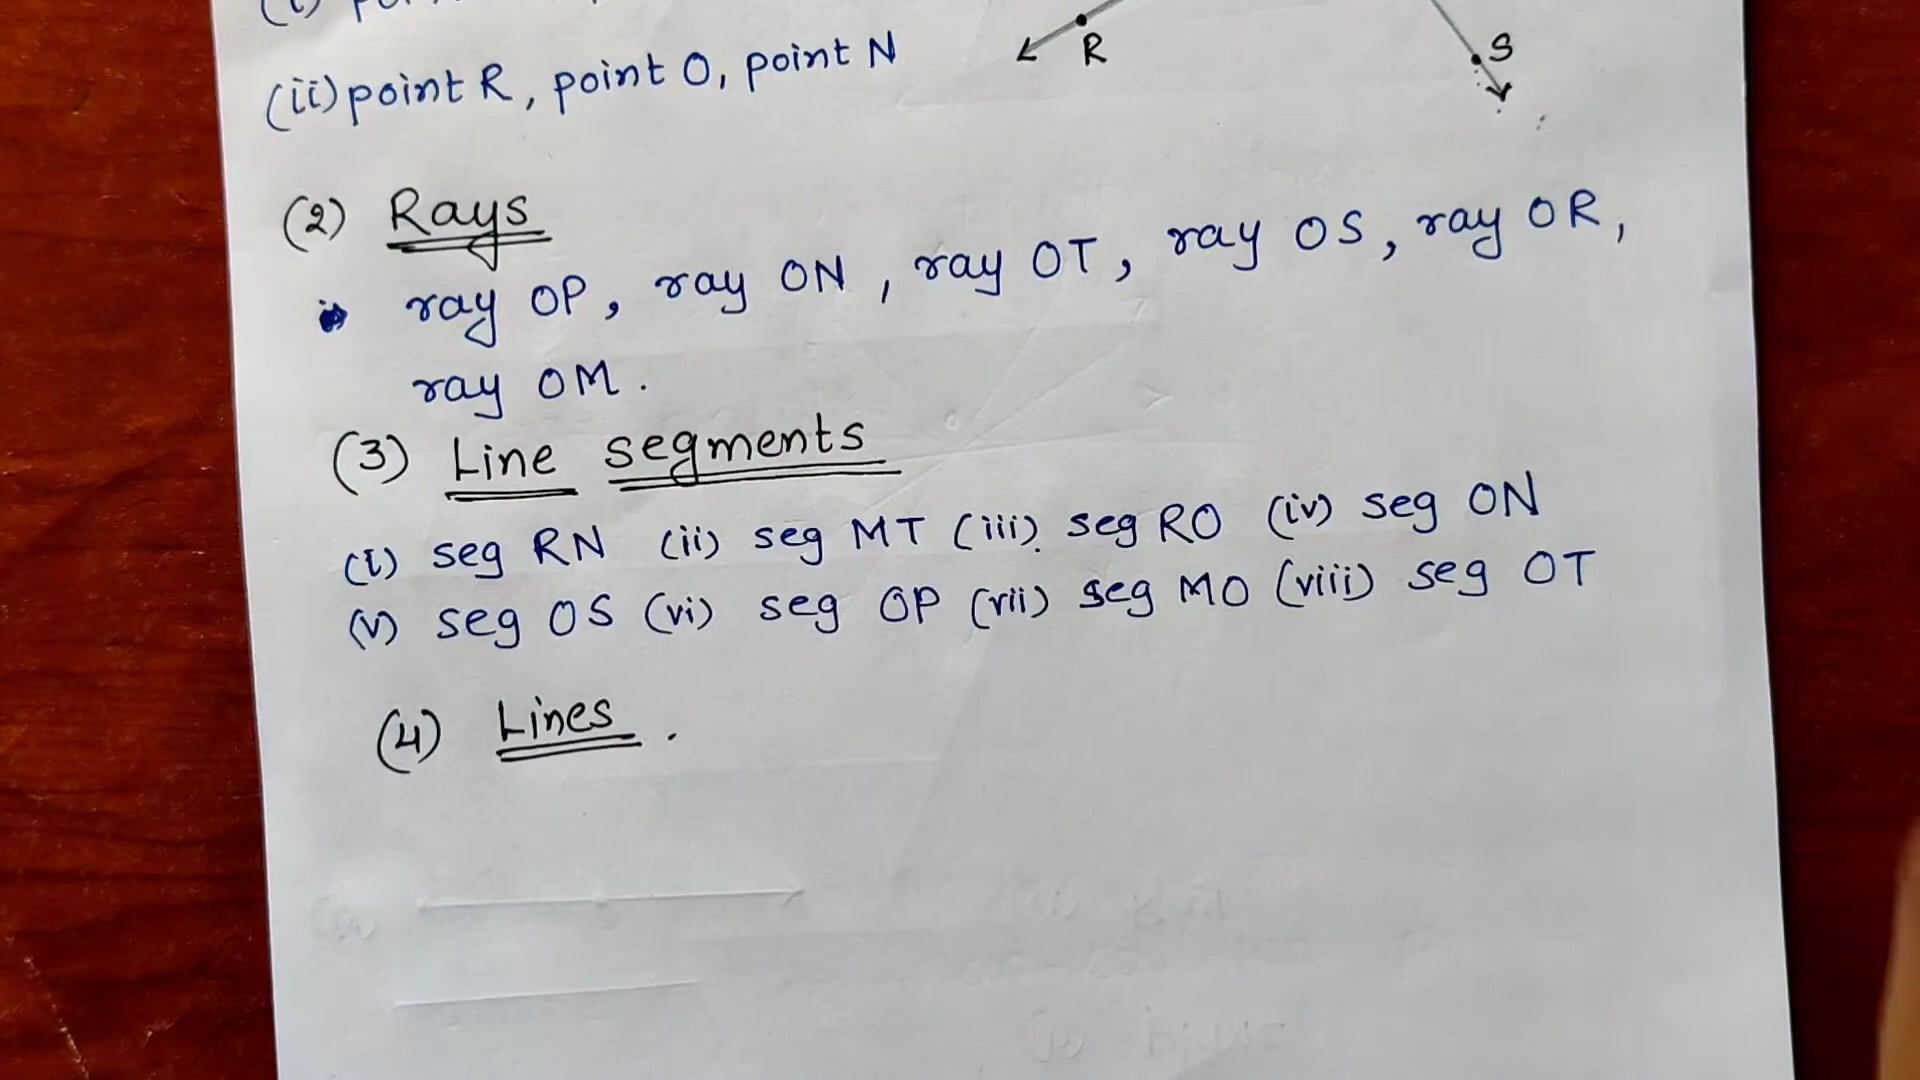 (ii) point R, point O, point N
R
S
(2) Rays
ray OP, ray ON, ray OT, ray OS, ray OR,
ray OM.
(3) Line segments
(i) seg RN (ii) seg MT (iii) seg RO (iv) seg ON
(v) seg OS (vi) seg OP (vii) seg MO (viii) seg OT
(4) Lines.